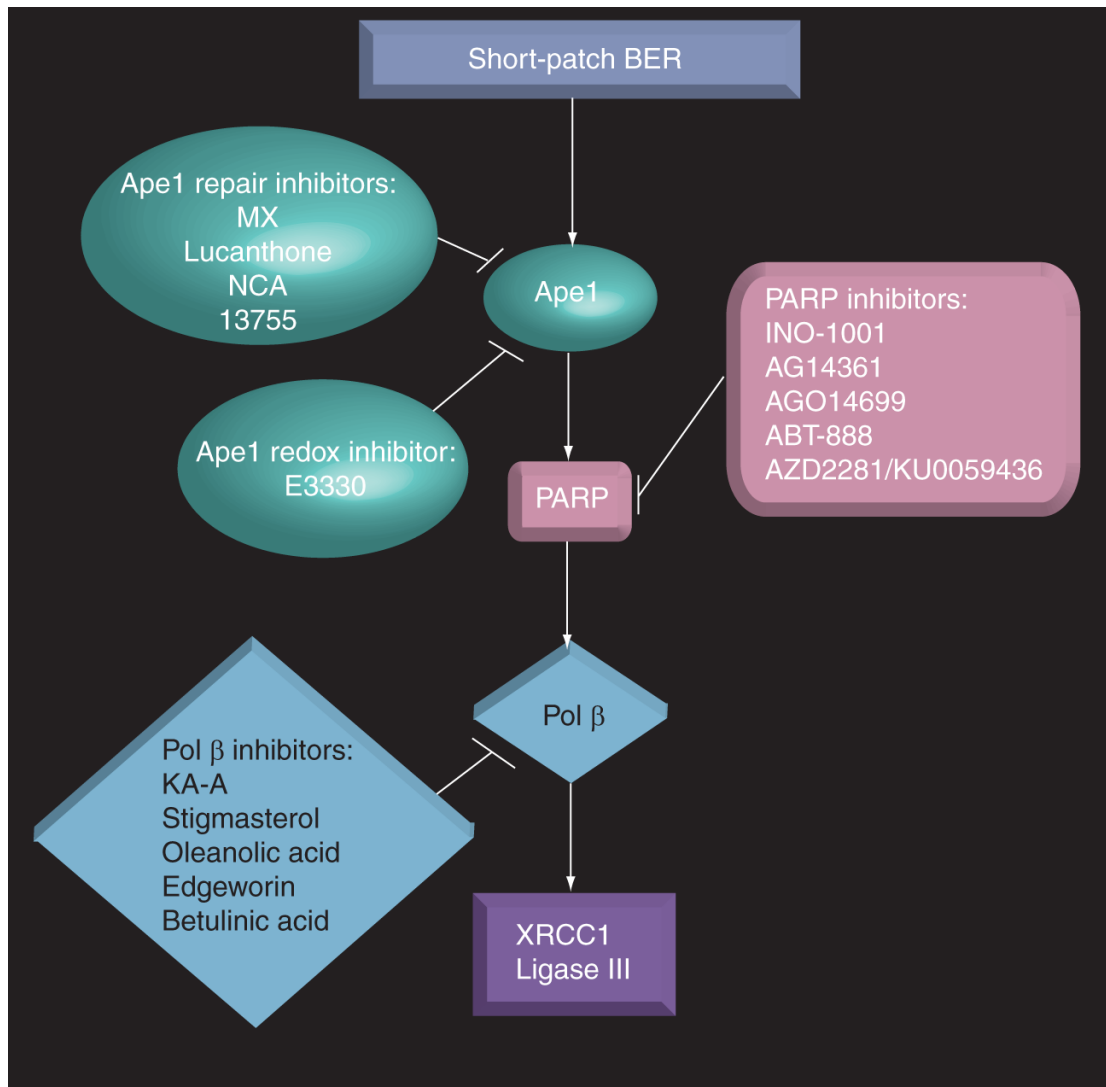 Short-patch BER
Ape1 repair inhibitors:
MX
Lucanthone
NCA
13755
Ape1
PARP inhibitors:
INO-1001
AG14361
AGO14699
ABT-888
AZD2281/KU0059436
Ape1 redox inhibitor:
E3330
PARP
Pol β
Pol β inhibitors:
KA-A
Stigmasterol
Oleanolic acid
Edgeworin
Betulinic acid
XRCC1
Ligase III